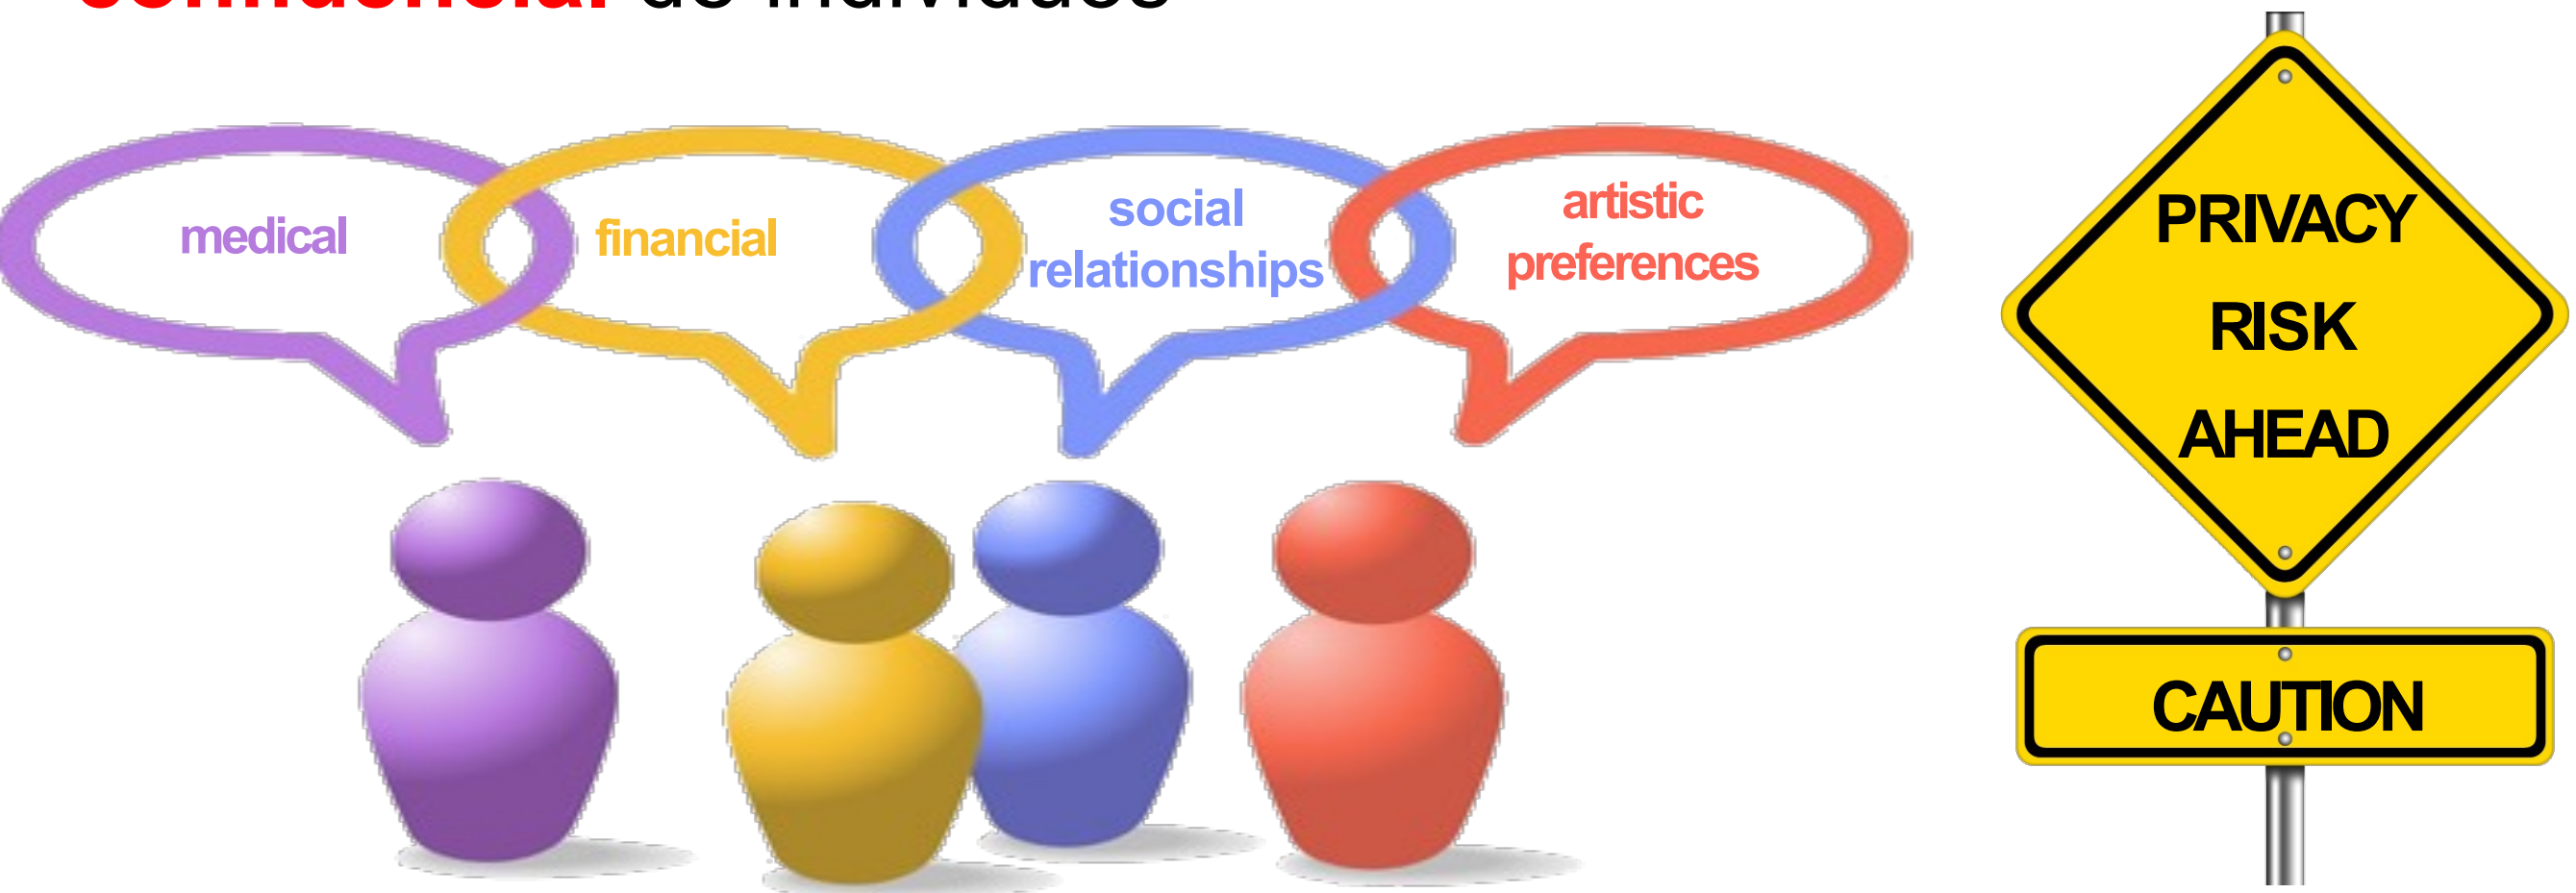 medical
financial
social
relationships
artistic
preferences
PRIVACY
RISK
AHEAD
CAUTION